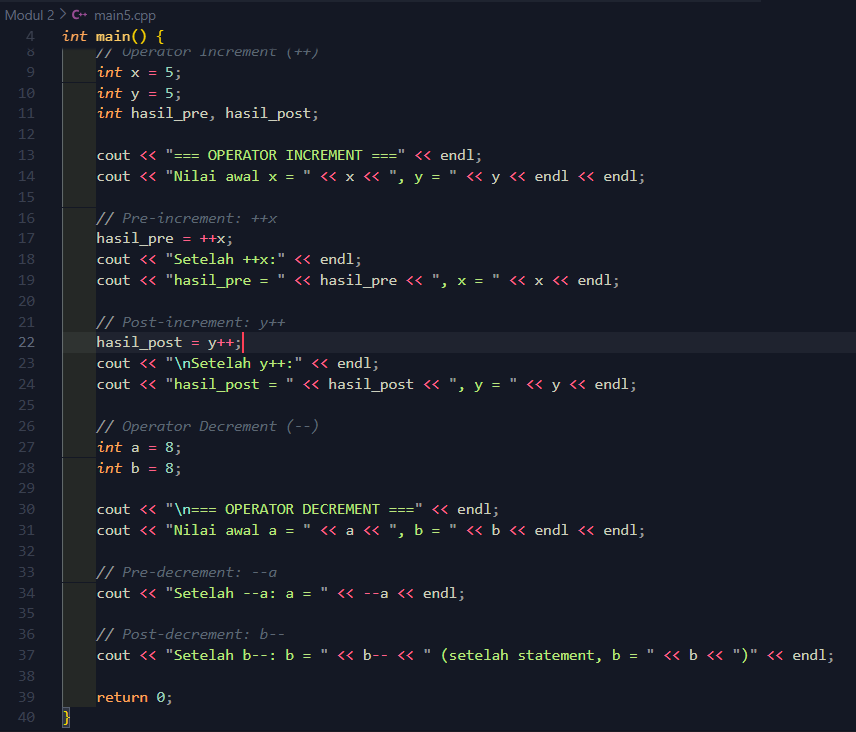 Modul 2 > C++ main5.cpp
4 int main() {
8 // Operator Increment (++)
9 int x = 5;
10 int y = 5;
11 int hasil_pre, hasil_post;
12
13 cout << "=== OPERATOR INCREMENT ===" << endl;
14 cout << "Nilai awal x = " << x << ", y = " << y << endl << endl;
15
16 // Pre-increment: ++x
17 hasil_pre = ++x;
18 cout << "Setelah ++x:" << endl;
19 cout << "hasil_pre = " << hasil_pre << ", x = " << x << endl;
20
21 // Post-increment: y++
22 hasil_post = y++;
23 cout << "\nSetelah y++:" << endl;
24 cout << "hasil_post = " << hasil_post << ", y = " << y << endl;
25
26 // Operator Decrement (--)
27 int a = 8;
28 int b = 8;
29
30 cout << "\n=== OPERATOR DECREMENT ===" << endl;
31 cout << "Nilai awal a = " << a << ", b = " << b << endl << endl;
32
33 // Pre-decrement: --a
34 cout << "Setelah --a: a = " << --a << endl;
35
36 // Post-decrement: b--
37 cout << "Setelah b--: b = " << b-- << " (setelah statement, b = " << b << ")" << endl;
38
39 return 0;
40 }